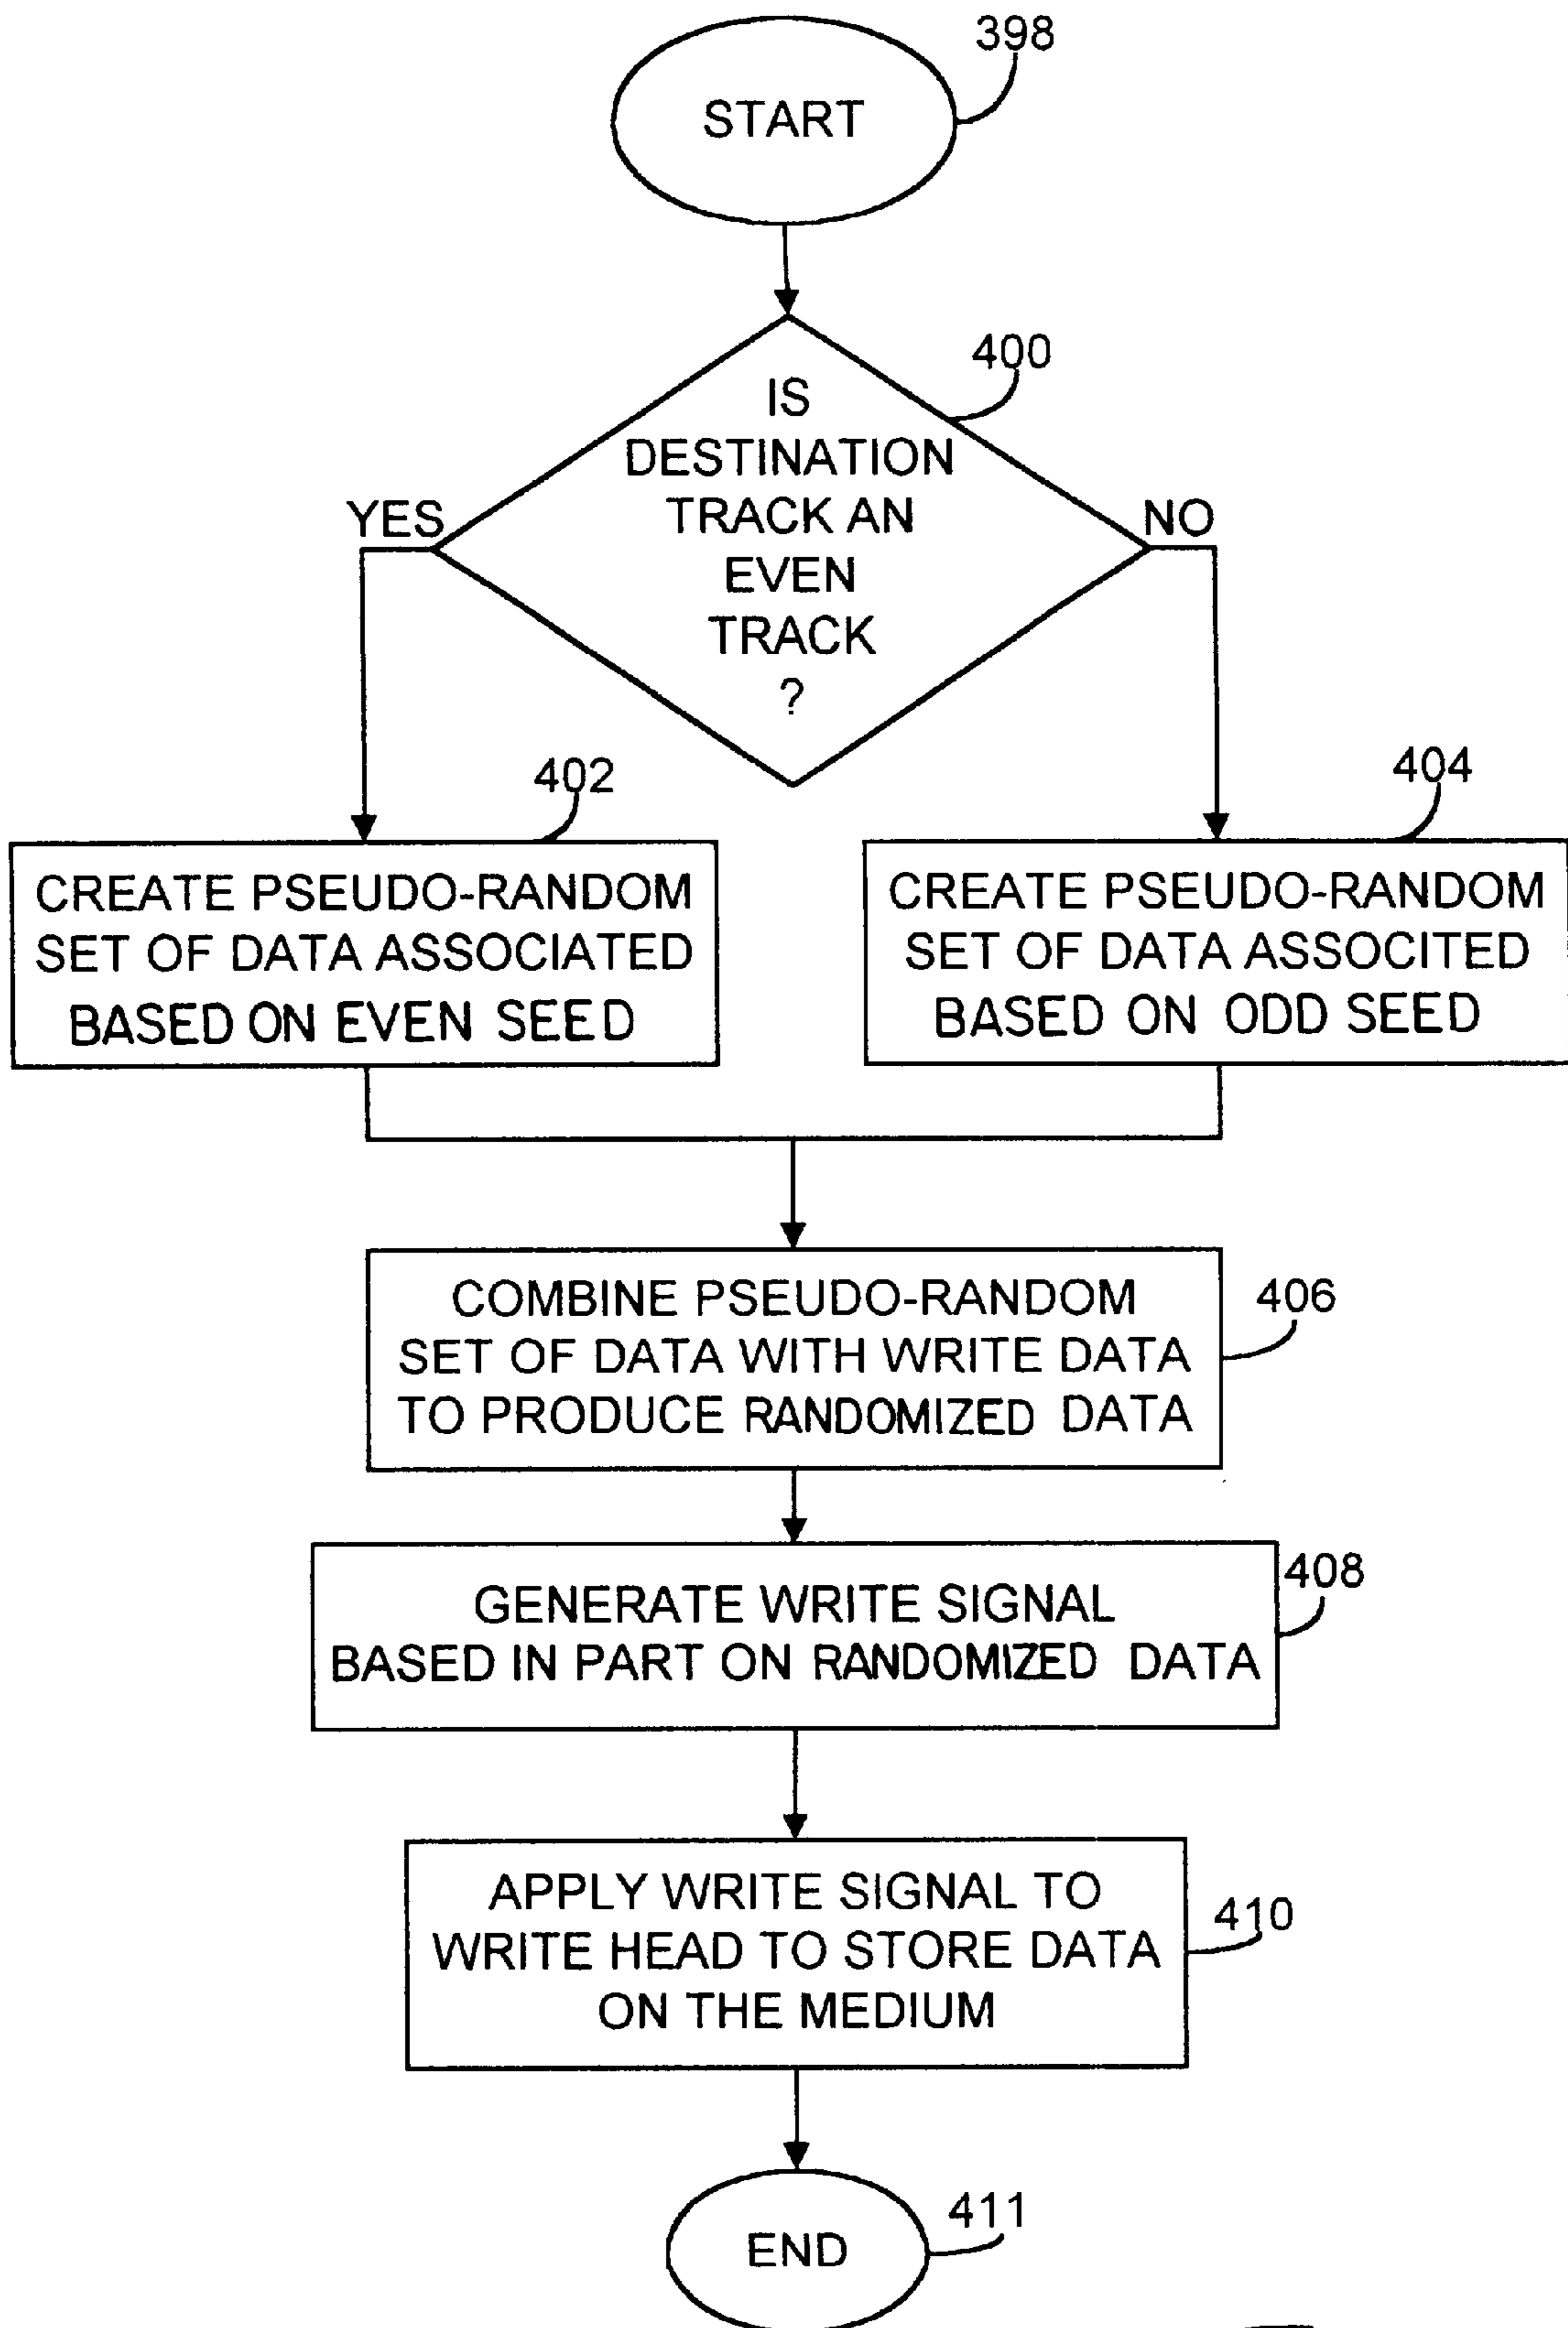 398
START
400
IS
DESTINATION
TRACK AN
EVEN
TRACK
?
YES
NO
402
404
CREATE PSEUDO-RANDOM
SET OF DATA ASSOCIATED
BASED ON EVEN SEED
CREATE PSEUDO-RANDOM
SET OF DATA ASSOCITED
BASED ON ODD SEED
COMBINE PSEUDO-RANDOM
SET OF DATA WITH WRITE DATA
TO PRODUCE RANDOMIZED DATA
406
GENERATE WRITE SIGNAL
BASED IN PART ON RANDOMIZED DATA
408
APPLY WRITE SIGNAL TO
WRITE HEAD TO STORE DATA
ON THE MEDIUM
410
END
411